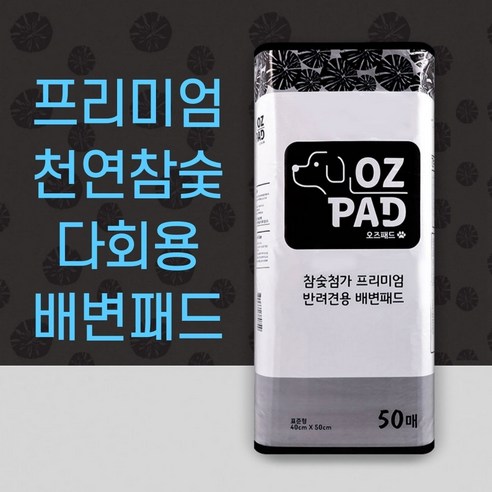 프리미엄
천연참숯
다회용
배변패드
OZ
PAD
OZ
PAD
오즈패드
참숯첨가 프리미엄
반려견용 배변패드
표준형
40cm X 50cm
50매